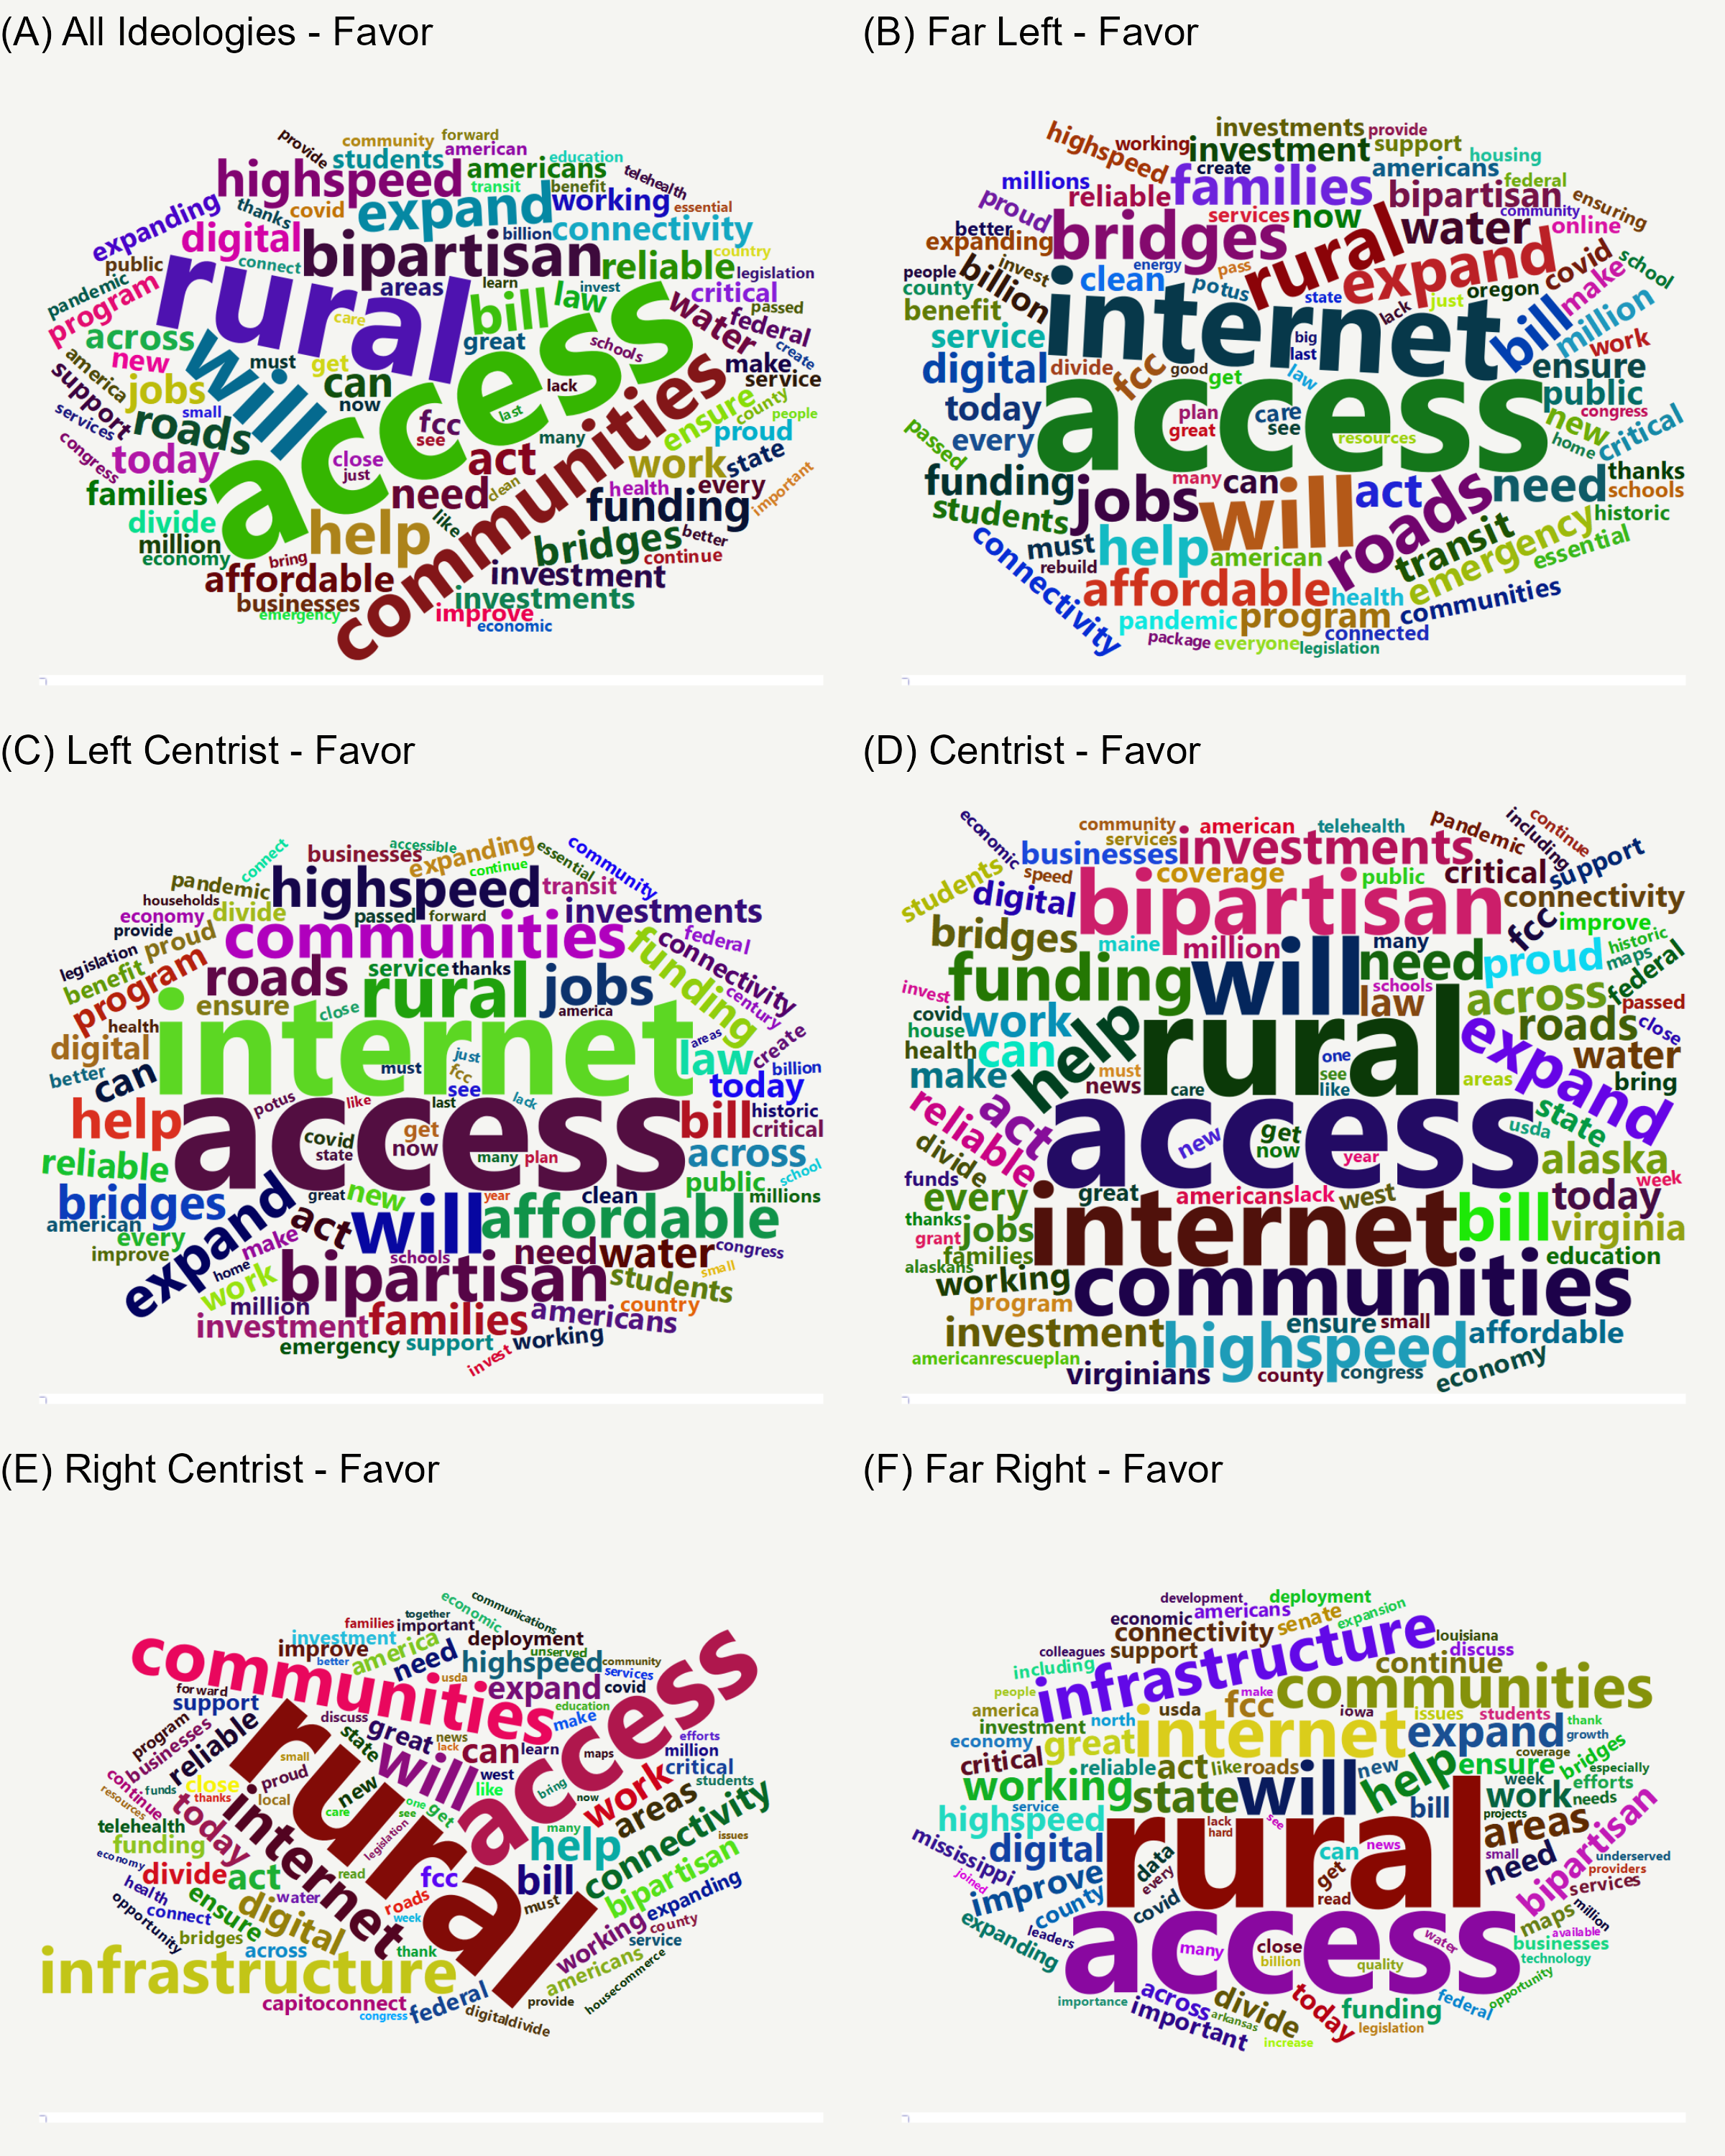 (A) All Ideologies - Favor
provide community forward american
students americans education
highspeed transit benefit telehealth
expanding thanks covid expand working essential
digital bipartisan billion connectivity
public connect areas learn reliable country legislation
pandemic rural bill law water critical passed
program care great schools federal create
across new will must get can access make service
america jobs now lack county people
support small roads fcc see last ensure proud
services congress today close just act many communities work state
families need clean health every important
divide help like funding
million economy bring bridges better continue
affordable investment
businesses investments
emergency improve economic
(B) Far Left - Favor
highspeed working investments provide
investment support housing
millions create families americans federal
proud reliable services now bipartisan community ensuring
better expanding bridges rural water online
people county billion invest clean energy pass expand covid school
benefit potus state just oregon make
service internet lack bill million work
digital divide fcc good get big last law ensure public
today access plan great care see new congress critical
every resources home
passed funding jobs many can will act roads need thanks schools
students must help american transit emergency historic essential
connectivity rebuild affordable health communities
pandemic program connected
package everyone legislation
(C) Left Centrist - Favor
connect businesses accessible expanding continue essential community
pandemic highspeed transit
households economy divide passed forward investments
provide proud communities funding connectivity federal
legislation benefit program roads service thanks rural jobs century
ensure close america
health internet areas create
digital must just law billion
better can fcc see today
potus like last lack
help access bill historic critical
covid state get now many plan across
reliable public school
bridges great new year clean millions
american every expand act will affordable
improve make schools need water congress
home work bipartisan students small
million families americans country
investment
emergency support invest working
(D) Centrist - Favor
economic community services american telehealth pandemic including continue
students businesses investments critical support
speed coverage public
digital bipartisan connectivity
bridges maine million many fcc improve
invest funding will need proud historic maps federal
schools law across passed
covid house work help rural expand roads close
health can one water
make must news care see like areas bring
reliable act access state usda
divide new get now year alaska
funds every great americans lack west bill today week
thanks grant jobs internet virginia
alaskans families education
working communities
program ensure small
investment highspeed affordable
americanrescueplan virginians county congress economy
(E) Right Centrist - Favor
economic communications
families together important
investment improve america need deployment
communities better highspeed unserved community services
usda expand covid
forward support education
program businesses reliable discuss state great news lack make access efforts
small will can learn maps million
continue resources funds close thanks proud new west like bring work critical students
local care one get now areas
telehealth today internet see legislation rural many help connectivity issues
funding
economy divide act read fcc bill bipartisan
health ensure water roads must expanding
opportunity connect digital week working county
bridges across thank service
infrastructure americans housecommerce
capitoconnect federal provide
congress digitaldivide
(F) Far Right - Favor
development deployment
economic americans senate expansion
connectivity louisiana
colleagues support infrastructure discuss
including continue
people make communities
america usda fcc iowa issues students
investment north internet expand thank
economy great growth
critical reliable act like roads new help ensure coverage bridges especially
working state will week efforts
service bill work needs
highspeed lack hard see projects
digital rural areas bipartisan
mississippi data can news small underserved
joined improve every get need providers
county covid read services
expanding leaders maps million
access available
many close water businesses
billion quality technology
importance across divide today federal opportunity
important arkansas funding
increase legislation